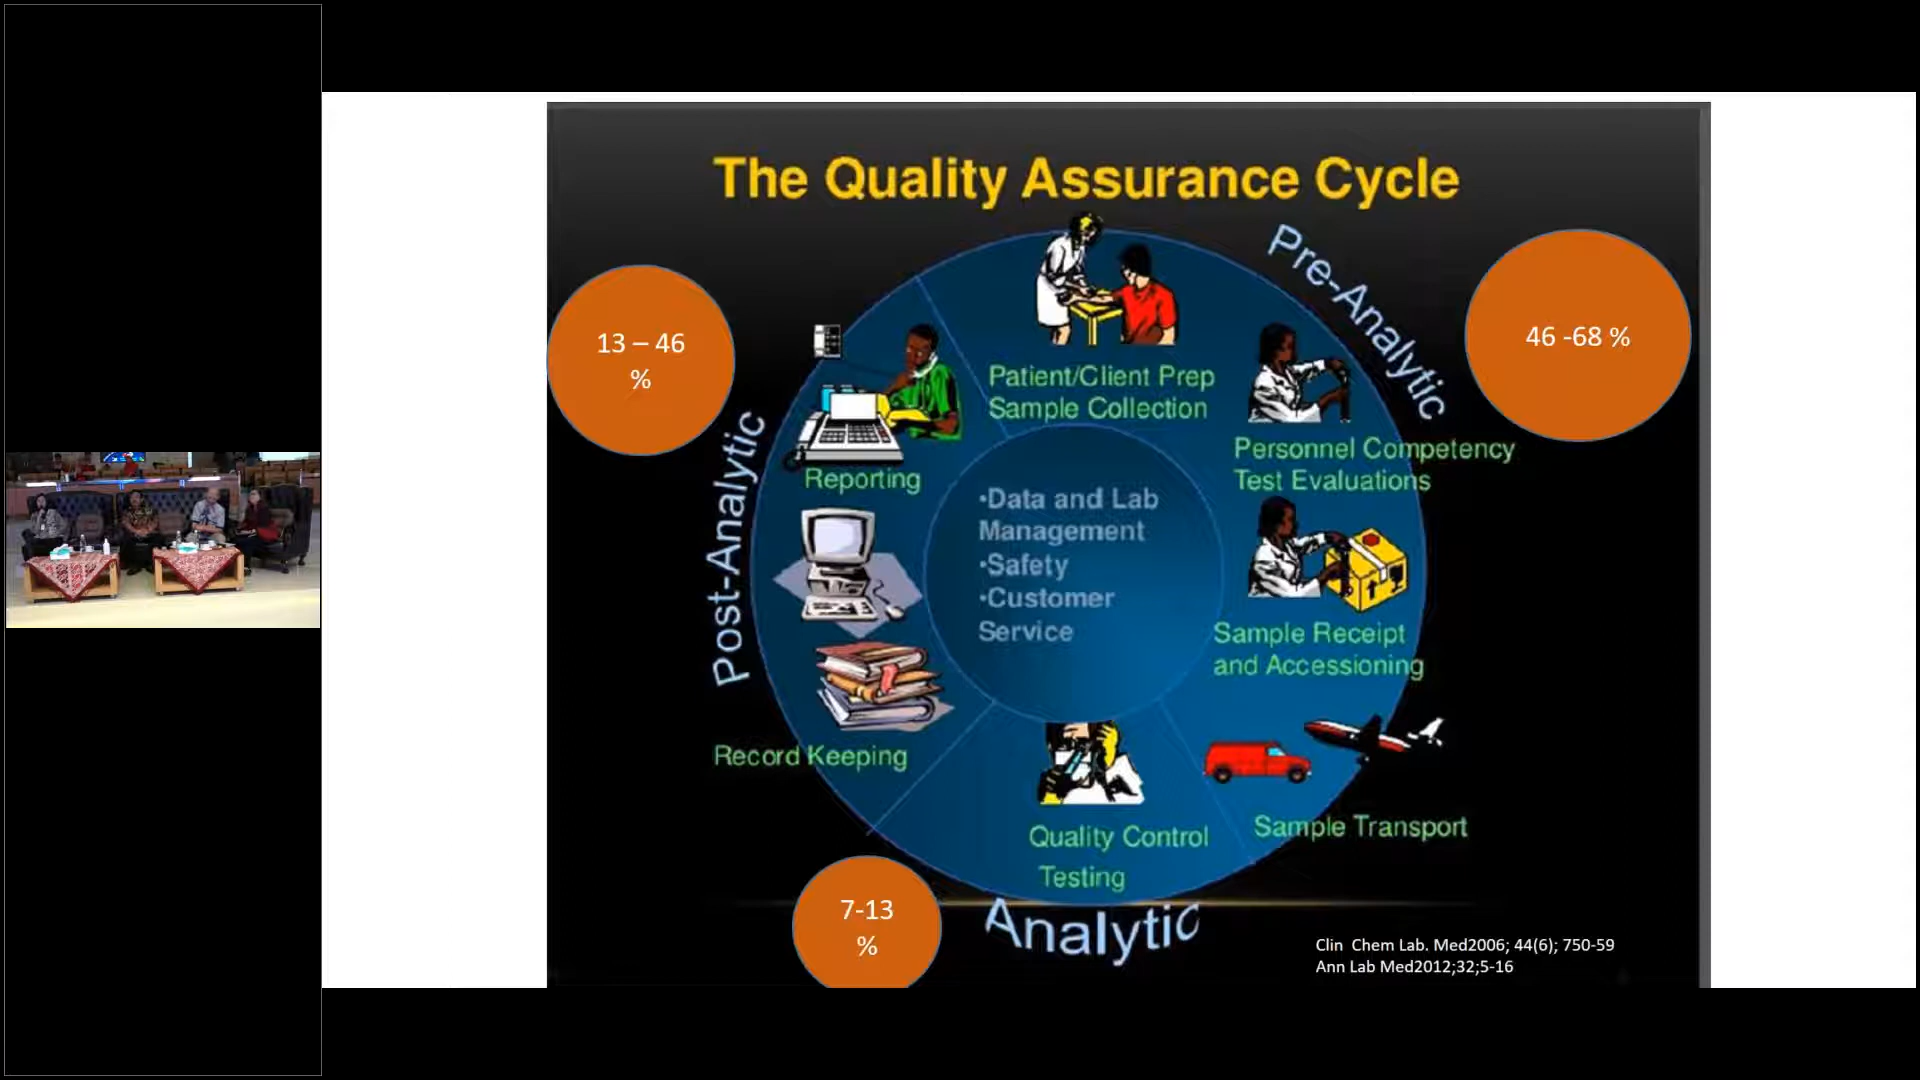 The Quality Assurance Cycle
Pre-Analytic
46 -68 %
13 – 46
%
Patient/Client Prep
Sample Collection
Personnel Competency
Test Evaluations
Reporting
Post-Analytic
•Data and Lab
Management
•Safety
•Customer
Service
Sample Receipt
and Accessioning
Record Keeping
Sample Transport
Quality Control
Testing
7-13
%
Analytic
Clin Chem Lab. Med2006; 44(6); 750-59
Ann Lab Med2012;32;5-16